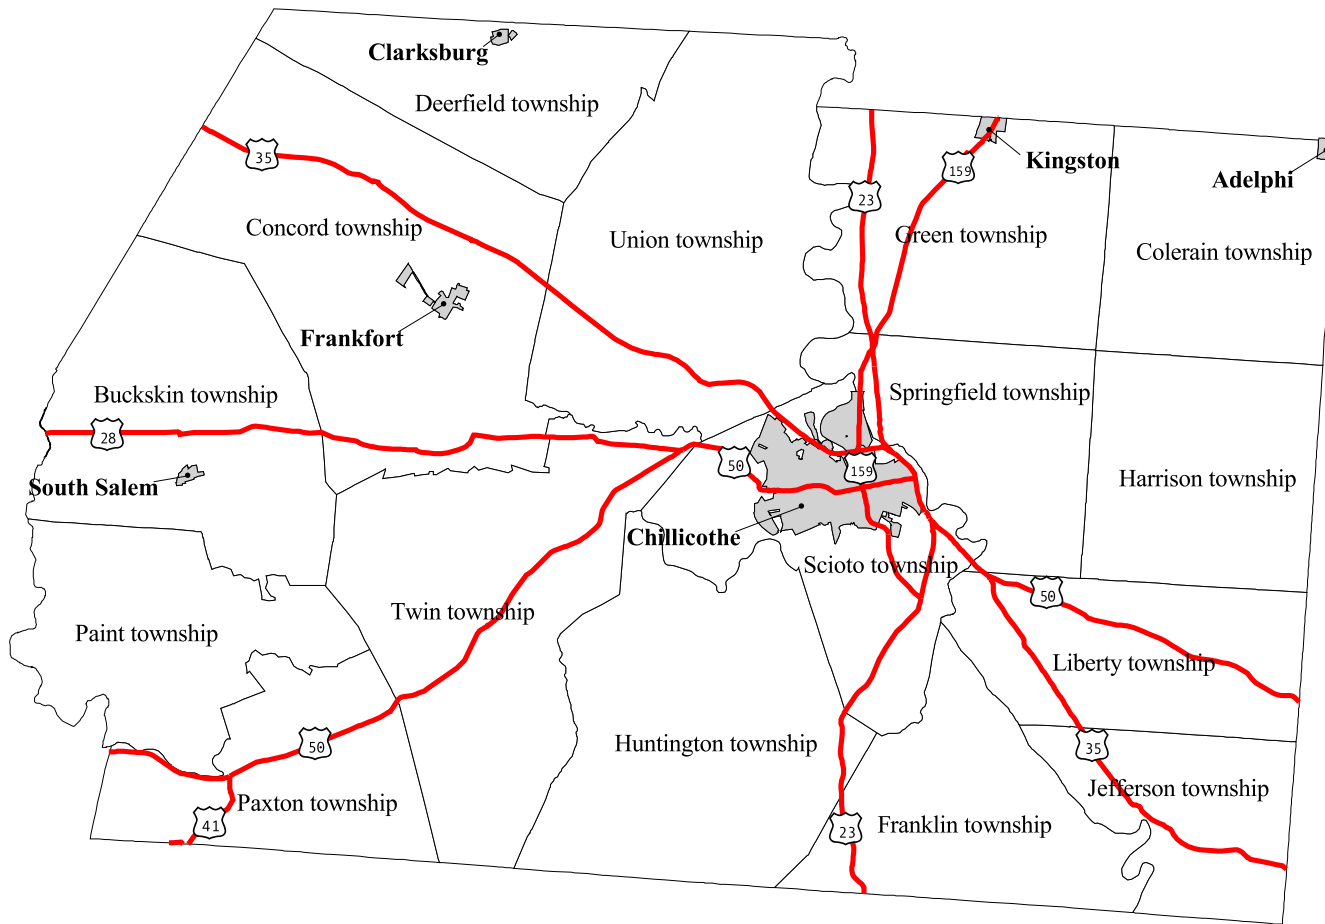 Clarksburg
Deerfield township
35
Kingston
159
Adelphi
23
Concord township
Union township
Green township
Colerain township
Frankfort
Buckskin township
Springfield township
28
50
159
South Salem
Harrison township
Chillicothe
Scioto township
50
Twin township
Paint township
Liberty township
50
Huntington township
35
Paxton township
Jefferson township
41
23
Franklin township